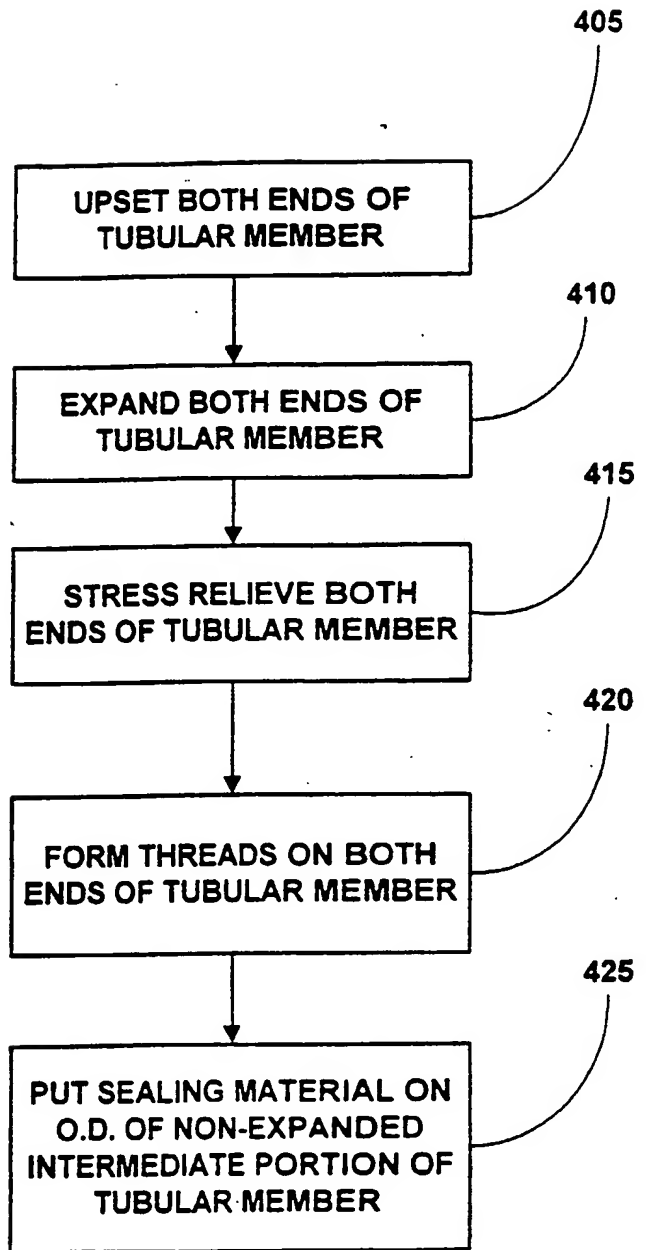 405
UPSET BOTH ENDS OF
TUBULAR MEMBER
410
EXPAND BOTH ENDS OF
TUBULAR MEMBER
415
STRESS RELIEVE BOTH
ENDS OF TUBULAR MEMBER
420
FORM THREADS ON BOTH
ENDS OF TUBULAR MEMBER
425
PUT SEALING MATERIAL ON
O.D. OF NON-EXPANDED
INTERMEDIATE PORTION OF
TUBULAR MEMBER